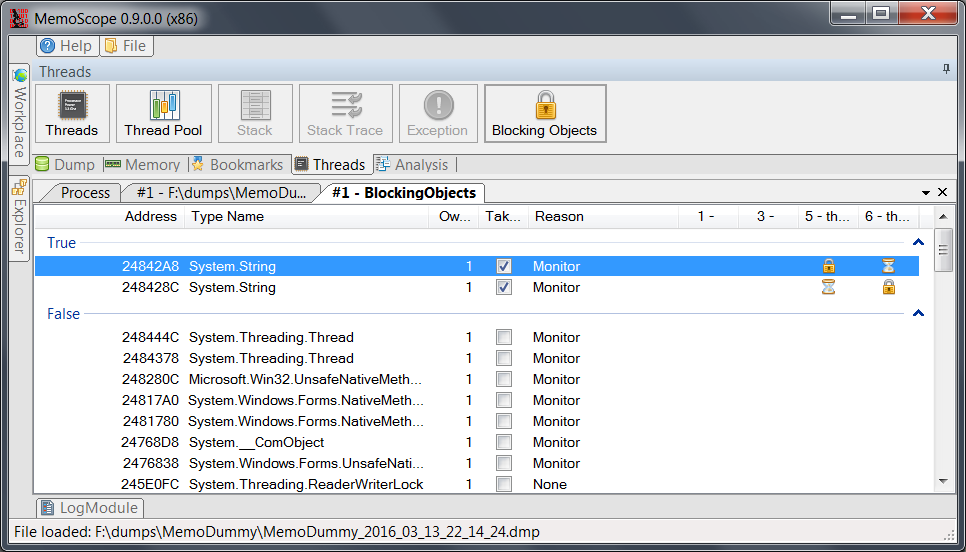 MemoScope 0.9.0.0 (x86)
Help File
Threads
Workplace
Explorer
Threads Thread Pool Stack Stack Trace Exception Blocking Objects
Dump Memory Bookmarks Threads Analysis
Process #1 - F:\dumps\MemoDu... #1 - BlockingObjects
Address Type Name Ow... Tak... Reason 1 - 3 - 5 - th... 6 - th...
True
24842A8 System.String 1 Monitor
248428C System.String 1 Monitor
False
248444C System.Threading.Thread 1 Monitor
2484378 System.Threading.Thread 1 Monitor
248280C Microsoft.Win32.UnsafeNativeMeth... 1 Monitor
24817A0 System.Windows.Forms.NativeMeth... 1 Monitor
2481780 System.Windows.Forms.NativeMeth... 1 Monitor
24768D8 System.__ComObject 1 Monitor
2476838 System.Windows.Forms.UnsafeNati... 1 Monitor
245E0FC System.Threading.ReaderWriterLock 1 None
LogModule
File loaded: F:\dumps\MemoDummy\MemoDummy_2016_03_13_22_14_24.dmp